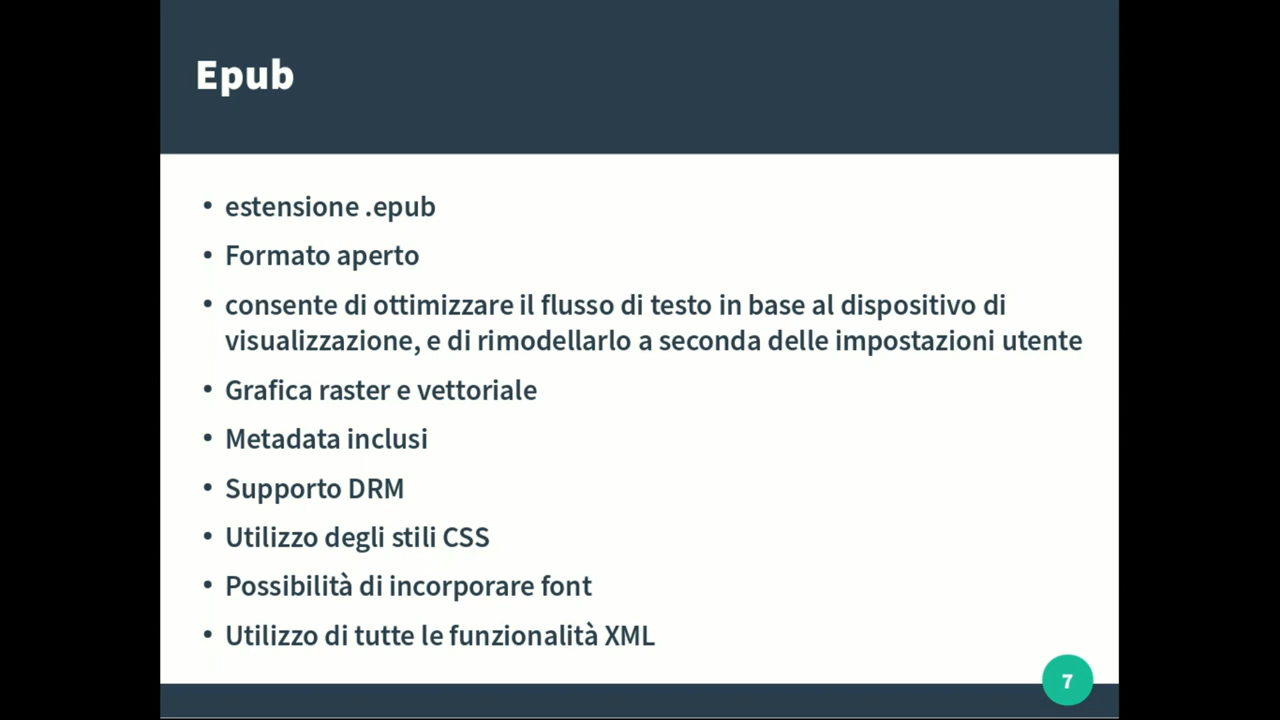 Epub
• estensione .epub
• Formato aperto
• consente di ottimizzare il flusso di testo in base al dispositivo di
visualizzazione, e di rimodellarlo a seconda delle impostazioni utente
• Grafica raster e vettoriale
• Metadata inclusi
• Supporto DRM
• Utilizzo degli stili CSS
• Possibilità di incorporare font
• Utilizzo di tutte le funzionalità XML
7